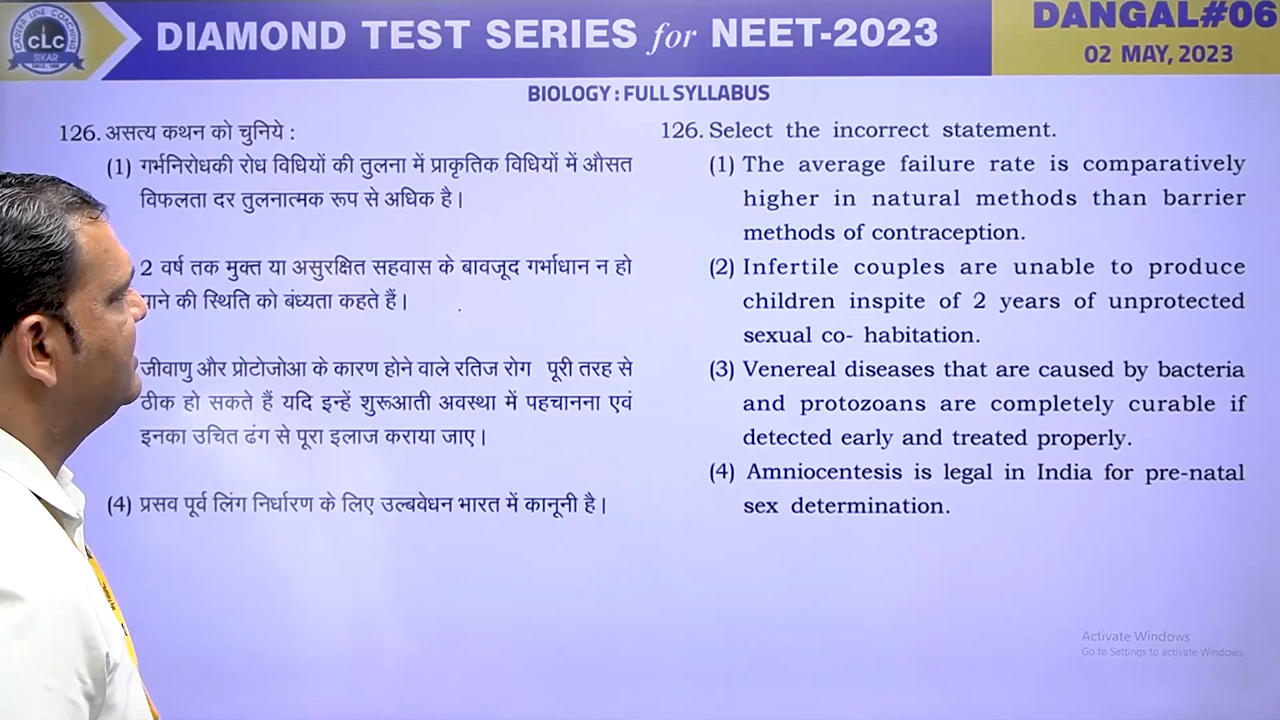 CAREER LINE COACHING
CLC
SIKAR
DIAMOND TEST SERIES for NEET-2023
DANGAL#06
02 MAY, 2023
BIOLOGY : FULL SYLLABUS
126. असत्य कथन को चुनिये :
(1) गर्भनिरोधकी रोध विधियों की तुलना में प्राकृतिक विधियों में औसत
विफलता दर तुलनात्मक रूप से अधिक है।
2 वर्ष तक मुक्त या असुरक्षित सहवास के बावजूद गर्भाधान न हो
पाने की स्थिति को बंध्यता कहते हैं।
जीवाणु और प्रोटोजोआ के कारण होने वाले रतिज रोग पूरी तरह से
ठीक हो सकते हैं यदि इन्हें शुरूआती अवस्था में पहचानना एवं
इनका उचित ढंग से पूरा इलाज कराया जाए।
(4) प्रसव पूर्व लिंग निर्धारण के लिए उल्बवेधन भारत में कानूनी है।
126. Select the incorrect statement.
(1) The average failure rate is comparatively
higher in natural methods than barrier
methods of contraception.
(2) Infertile couples are unable to produce
children inspite of 2 years of unprotected
sexual co- habitation.
(3) Venereal diseases that are caused by bacteria
and protozoans are completely curable if
detected early and treated properly.
(4) Amniocentesis is legal in India for pre-natal
sex determination.
Activate Windows
Go to Settings to activate Windows.